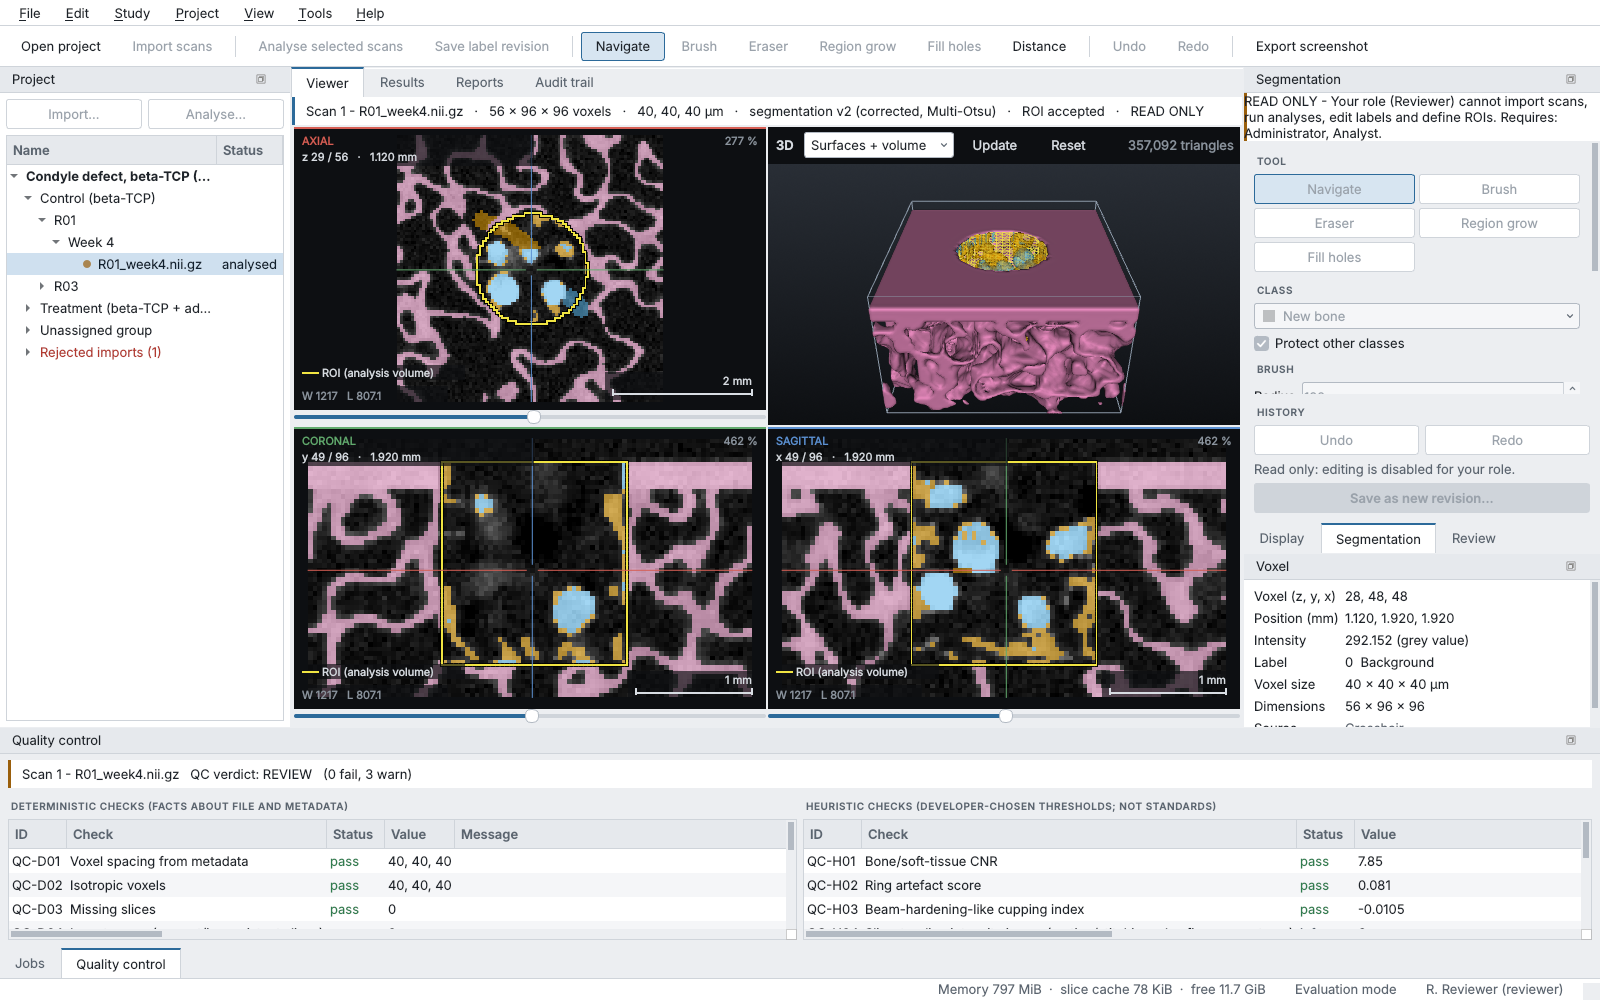 File Edit Study Project View Tools Help
Open project Import scans Analyse selected scans Save label revision Navigate Brush Eraser Region grow Fill holes Distance Undo Redo Export screenshot
Project
Import... Analyse...
Name Status
Condyle defect, beta-TCP (...
Control (beta-TCP)
R01
Week 4
R01_week4.nii.gz analysed
R03
Treatment (beta-TCP + ad...
Unassigned group
Rejected imports (1)
Viewer Results Reports Audit trail
Scan 1 - R01_week4.nii.gz · 56 × 96 × 96 voxels · 40, 40, 40 µm · segmentation v2 (corrected, Multi-Otsu) · ROI accepted · READ ONLY
AXIAL 277 %
z 29 / 56 · 1.120 mm
ROI (analysis volume)
2 mm
W 1217 L 807.1
3D Surfaces + volume Update Reset 357,092 triangles
CORONAL 462 %
y 49 / 96 · 1.920 mm
ROI (analysis volume)
1 mm
W 1217 L 807.1
SAGITTAL 462 %
x 49 / 96 · 1.920 mm
ROI (analysis volume)
1 mm
W 1217 L 807.1
Segmentation
READ ONLY - Your role (Reviewer) cannot import scans,
run analyses, edit labels and define ROIs. Requires:
Administrator, Analyst.
TOOL
Navigate Brush
Eraser Region grow
Fill holes
CLASS
New bone
Protect other classes
BRUSH
HISTORY
Undo Redo
Read only: editing is disabled for your role.
Save as new revision...
Display Segmentation Review
Voxel
Voxel (z, y, x) 28, 48, 48
Position (mm) 1.120, 1.920, 1.920
Intensity 292.152 (grey value)
Label 0 Background
Voxel size 40 × 40 × 40 µm
Dimensions 56 × 96 × 96
Quality control
Scan 1 - R01_week4.nii.gz QC verdict: REVIEW (0 fail, 3 warn)
DETERMINISTIC CHECKS (FACTS ABOUT FILE AND METADATA)
ID Check Status Value Message
QC-D01 Voxel spacing from metadata pass 40, 40, 40
QC-D02 Isotropic voxels pass 40, 40, 40
QC-D03 Missing slices pass 0
HEURISTIC CHECKS (DEVELOPER-CHOSEN THRESHOLDS; NOT STANDARDS)
ID Check Status Value
QC-H01 Bone/soft-tissue CNR pass 7.85
QC-H02 Ring artefact score pass 0.081
QC-H03 Beam-hardening-like cupping index pass -0.0105
Jobs Quality control
Memory 797 MiB · slice cache 78 KiB · free 11.7 GiB Evaluation mode R. Reviewer (reviewer)